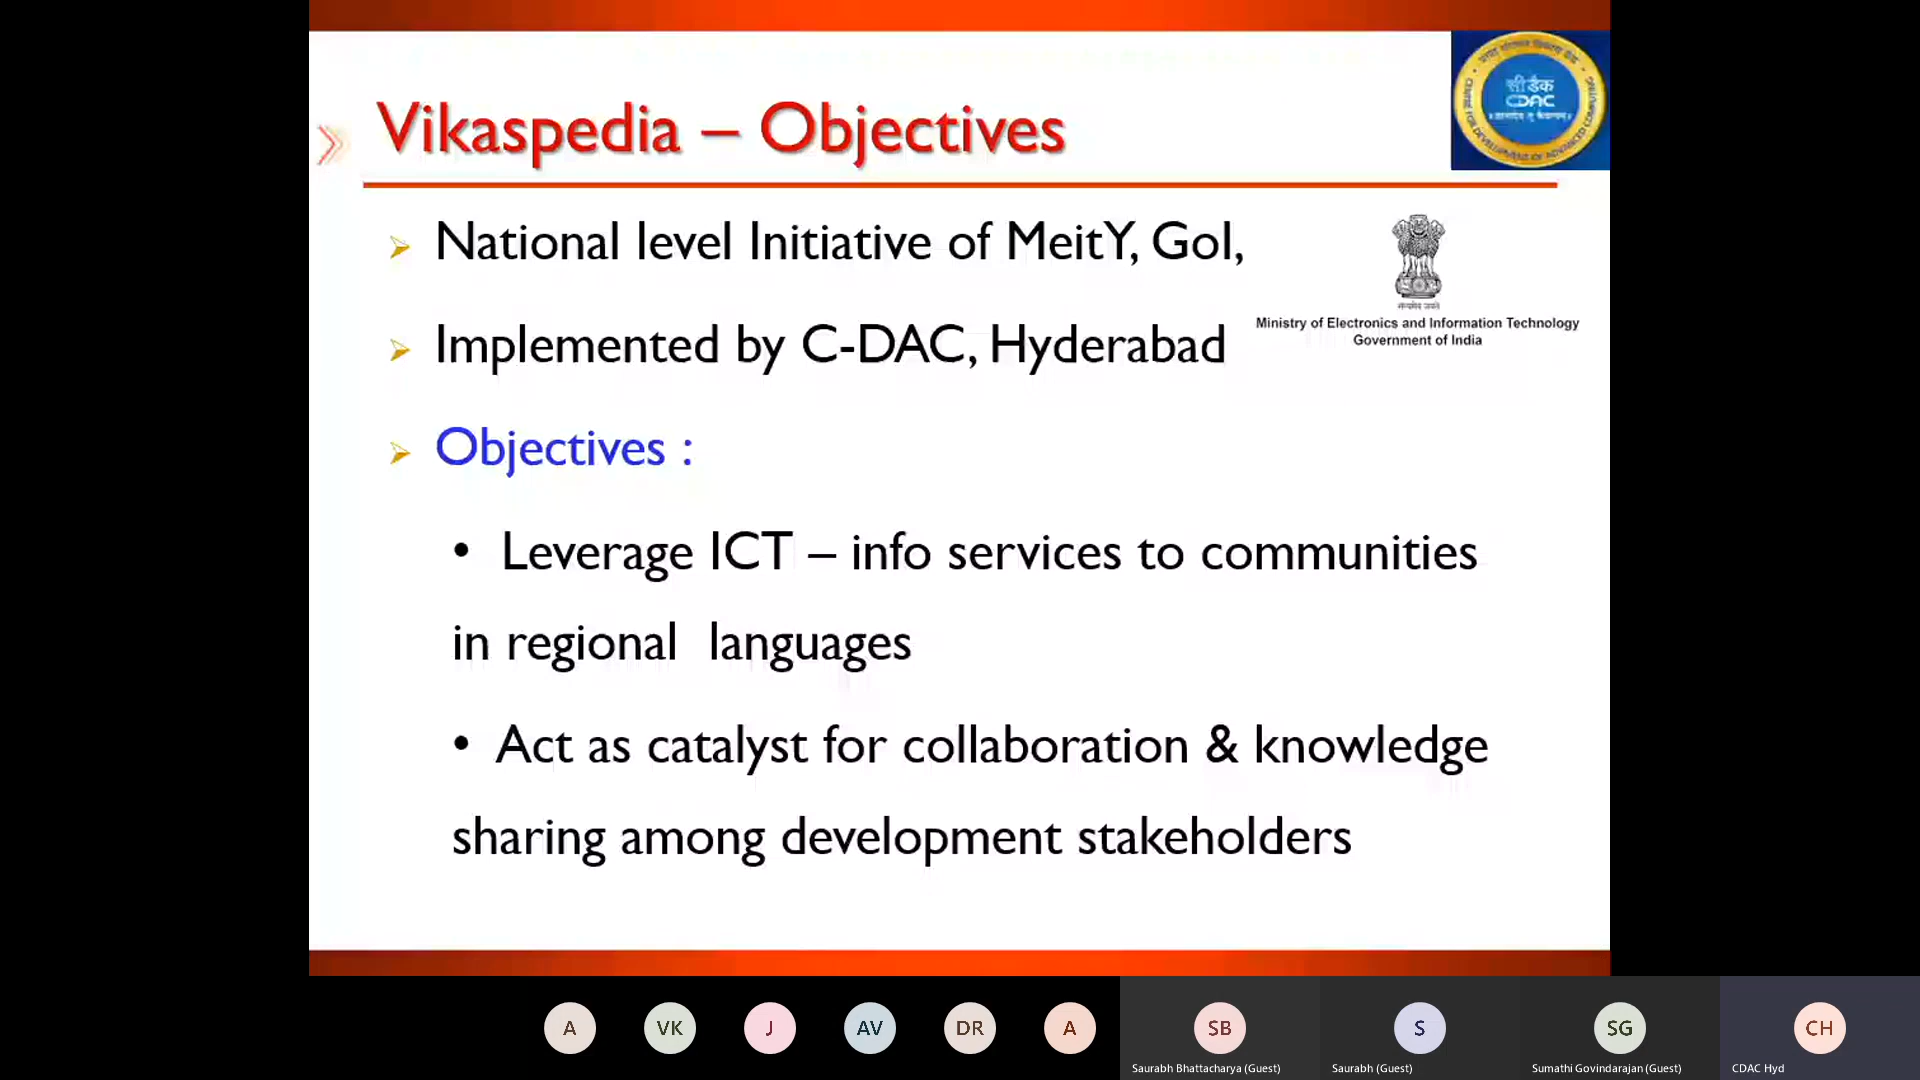 Vikaspedia – Objectives
सी डैक
CDAC
National level Initiative of MeitY, GoI,
Ministry of Electronics and Information Technology
Government of India
Implemented by C-DAC, Hyderabad
Objectives :
• Leverage ICT – info services to communities
in regional languages
• Act as catalyst for collaboration & knowledge
sharing among development stakeholders
A VK J AV DR A SB S SG CH
Saurabh Bhattacharya (Guest) Saurabh (Guest) Sumathi Govindarajan (Guest) CDAC Hyd